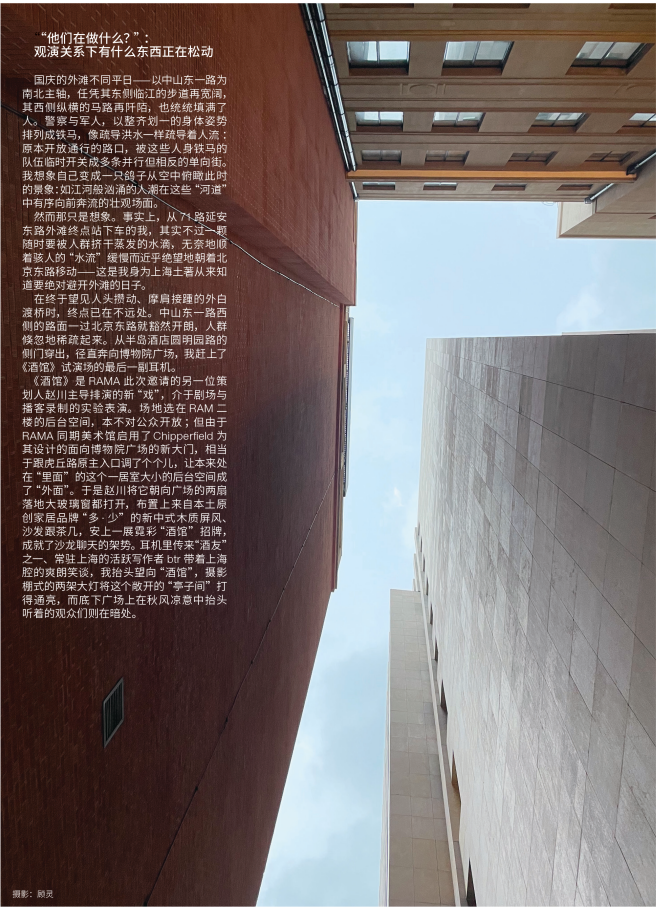 “他们在做什么？”：
观演关系下有什么东西正在松动
国庆的外滩不同平日——以中山东一路为
南北主轴，任凭其东侧临江的步道再宽阔，
其西侧纵横的马路再阡陌，也统统填满了
人。警察与军人，以整齐划一的身体姿势
排列成铁马，像疏导洪水一样疏导着人流：
原本开放通行的路口，被这些人身铁马的
队伍临时开关成多条并行但相反的单向街。
我想象自己变成一只鸽子从空中俯瞰此时
的景象：如江河般汹涌的人潮在这些“河道”
中有序向前奔流的壮观场面。
然而那只是想象。事实上，从 71 路延安
东路外滩终点站下车的我，其实不过一颗
随时要被人群挤干蒸发的水滴，无奈地顺
着骇人的“水流”缓慢而近乎绝望地朝着北
京东路移动——这是我身为上海土著从来知
道要绝对避开外滩的日子。
在终于望见人头攒动、摩肩接踵的外白
渡桥时，终点已在不远处。中山东一路西
侧的路面一过北京东路就豁然开朗，人群
倏忽地稀疏起来。从半岛酒店圆明园路的
侧门穿出，径直奔向博物院广场，我赶上了
《酒馆》试演场的最后一副耳机。
《酒馆》是 RAMA 此次邀请的另一位策
划人赵川主导排演的新“戏”，介于剧场与
播客录制的实验表演。场地选在 RAM 二
楼的后台空间，本不对公众开放；但由于
RAMA 同期美术馆启用了 Chipperfield 为
其设计的面向博物院广场的新大门，相当
于跟虎丘路原主入口调了个个儿，让本来处
在“里面”的这个一居室大小的后台空间成
了“外面”。于是赵川将它朝向广场的两扇
落地大玻璃窗都打开，布置上来自本土原
创家居品牌“多·少”的新中式木质屏风、
沙发跟茶几，安上一展霓彩“酒馆”招牌，
成就了沙龙聊天的架势。耳机里传来“酒友”
之一、常驻上海的活跃写作者 btr 带着上海
腔的爽朗笑谈，我抬头望向“酒馆”，摄影
棚式的两架大灯将这个敞开的“亭子间”打
得通亮，而底下广场上在秋风凉意中抬头
听着的观众们则在暗处。
摄影：顾灵